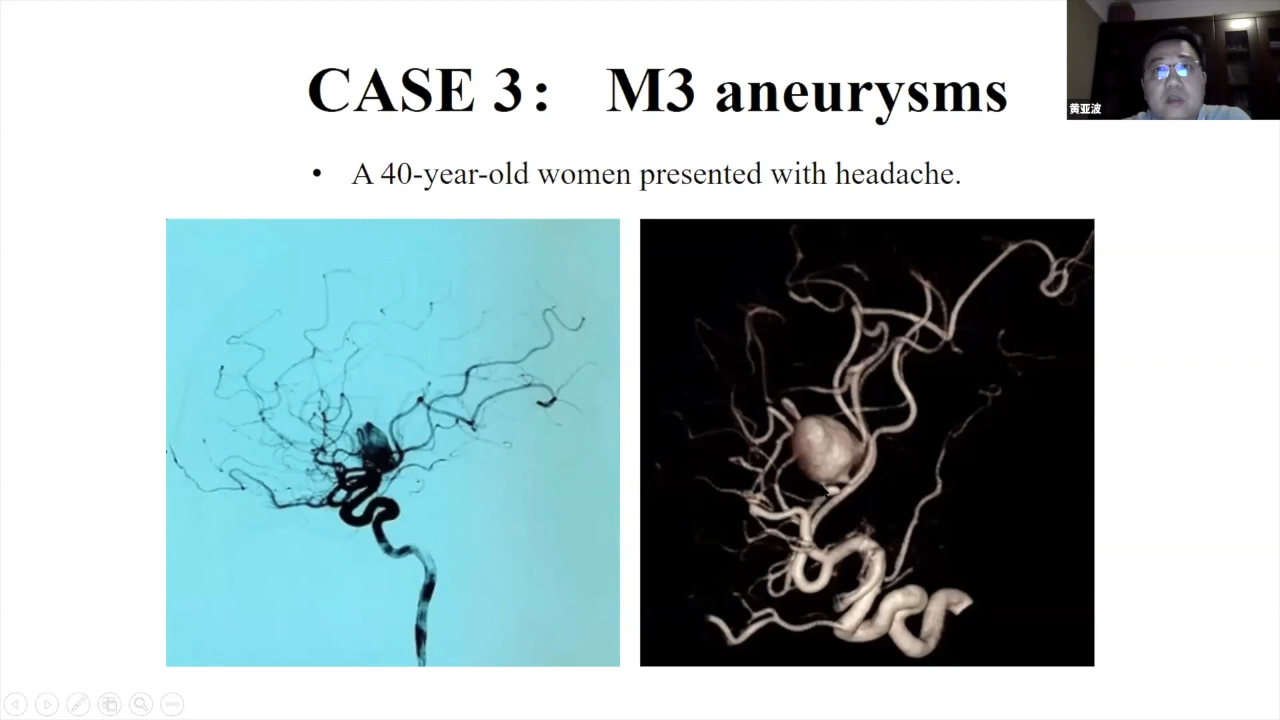 CASE 3： M3 aneurysms
黄亚波
• A 40-year-old women presented with headache.